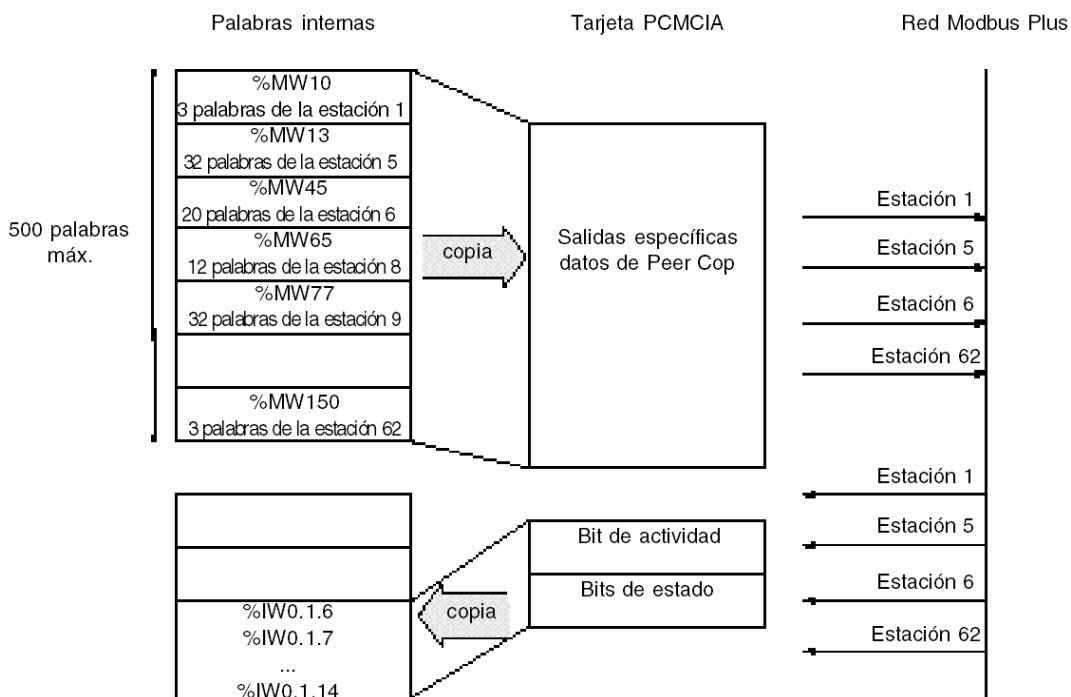 Palabras internas
Tarjeta PCMCIA
Red Modbus Plus
%MW10
3 palabras de la estación 1
%MW13
32 palabras de la estación 5
%MW45
20 palabras de la estación 6
%MW65
12 palabras de la estación 8
%MW77
32 palabras de la estación 9
%MW150
3 palabras de la estación 62
500 palabras
máx.
copia
Salidas específicas
datos de Peer Cop
Estación 1
Estación 5
Estación 6
Estación 62
%IW0.1.6
%IW0.1.7
...
%IW0.1.14
copia
Bit de actividad
Bits de estado
Estación 1
Estación 5
Estación 6
Estación 62